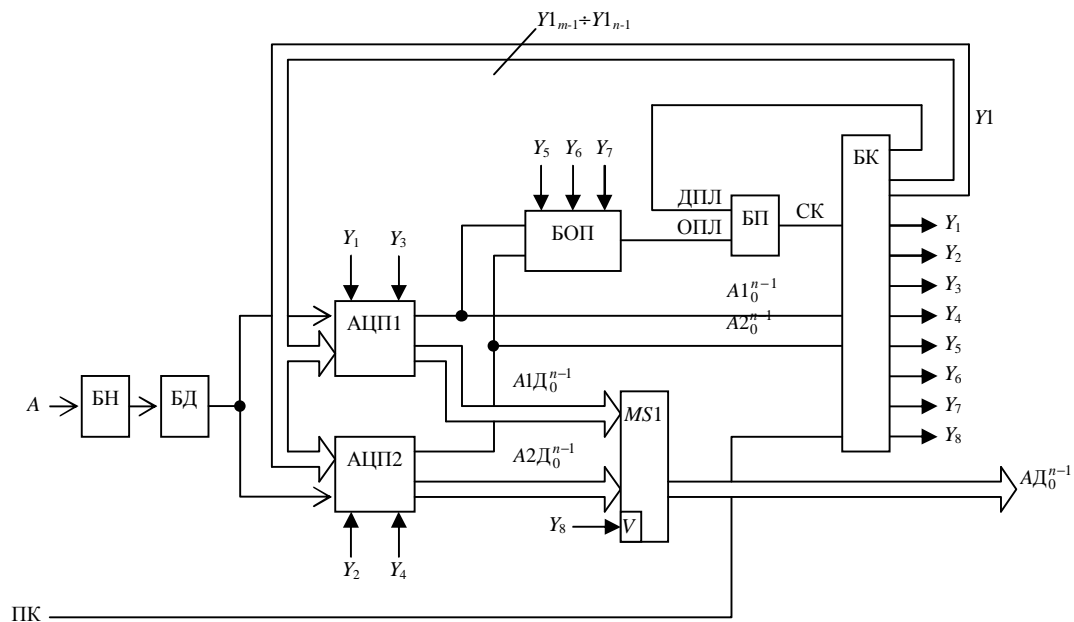 Y1m-1÷Y1n-1
Y1
БК
Y5 Y6 Y7
ДПЛ
ОПЛ
БП
СК
БОП
Y1
Y2
Y3
Y4
Y5
Y6
Y7
Y8
Y1 Y3
A1₀ⁿ⁻¹
A2₀ⁿ⁻¹
АЦП1
A1Д₀ⁿ⁻¹
A
БН
БД
MS1
АЦП2
A2Д₀ⁿ⁻¹
AД₀ⁿ⁻¹
Y8
V
Y2 Y4
ПК